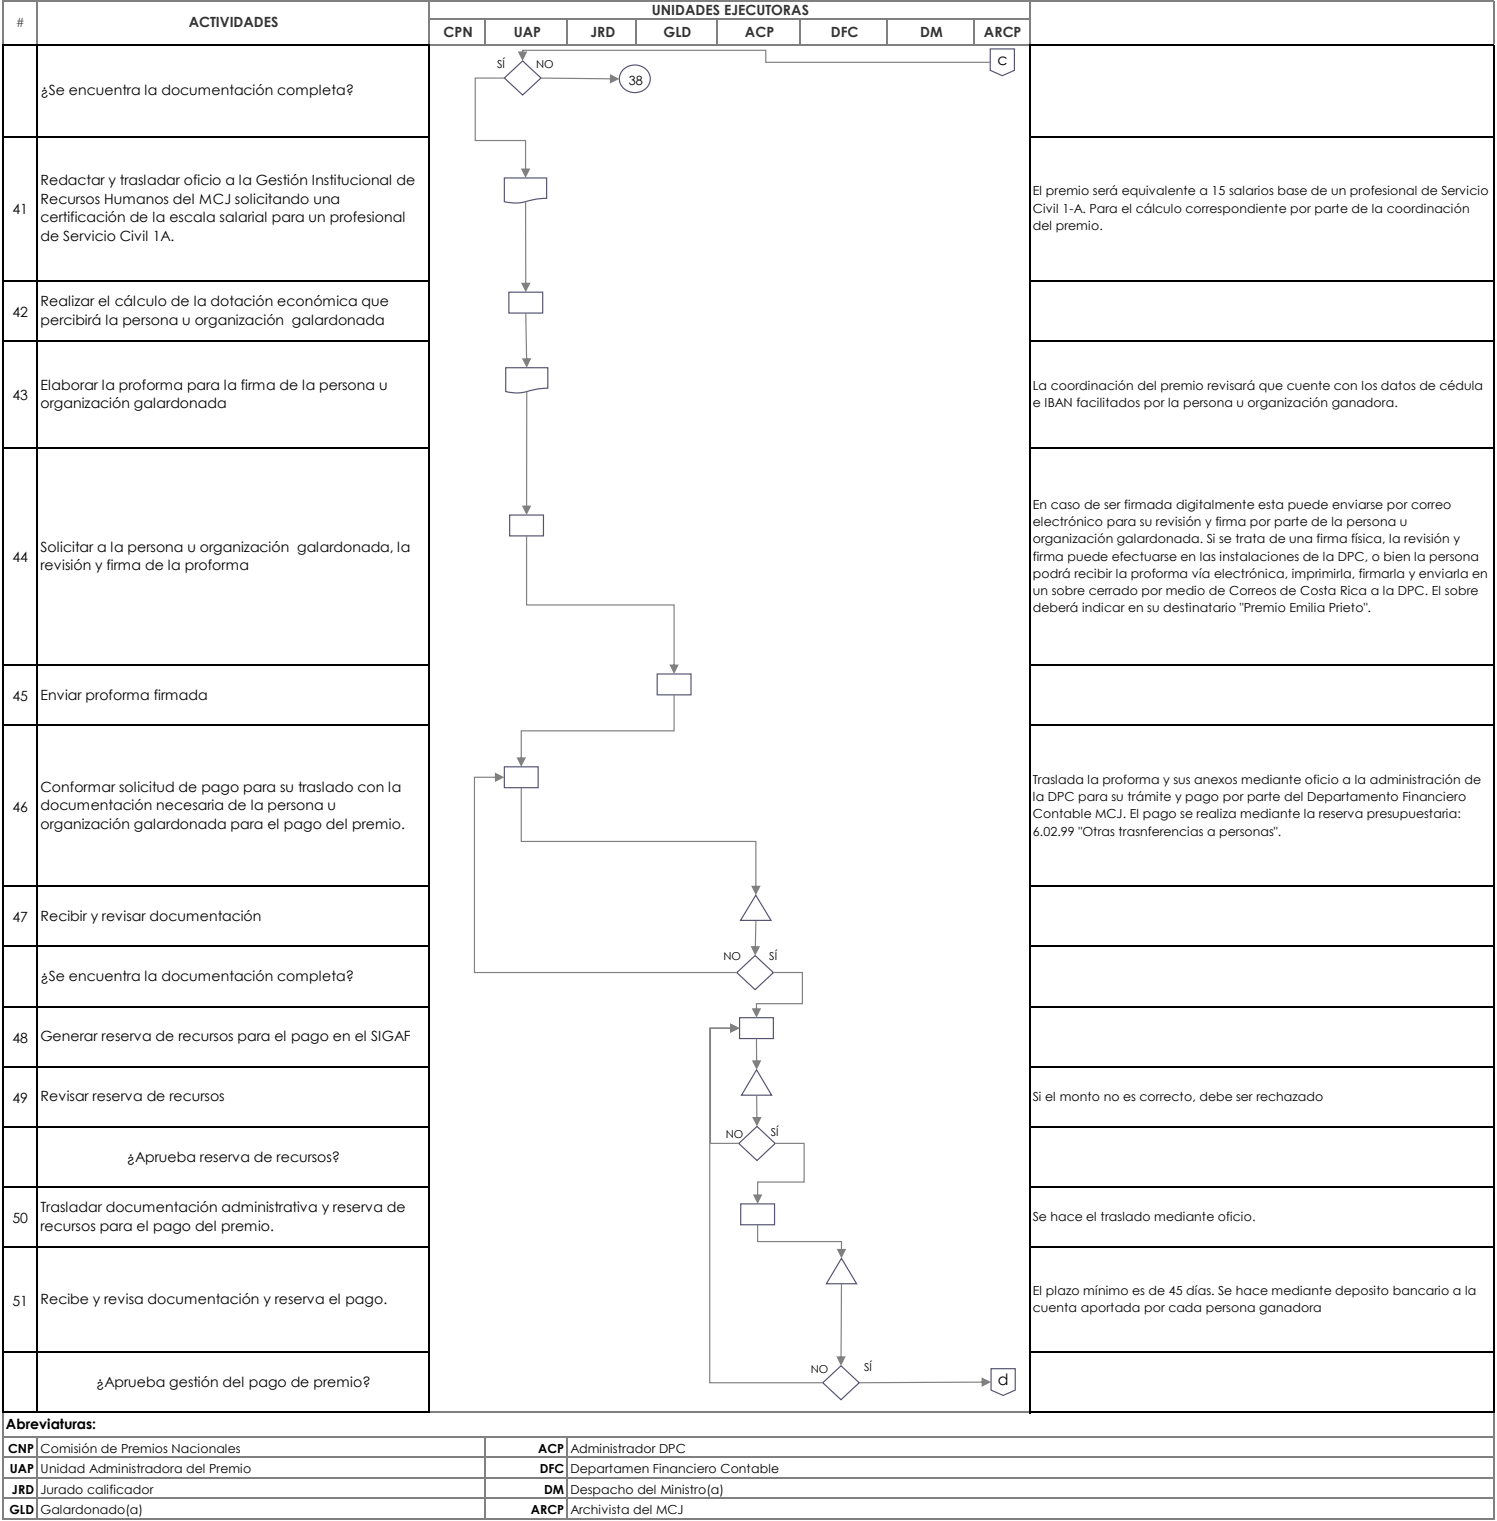 #
ACTIVIDADES
UNIDADES EJECUTORAS
CPN UAP JRD GLD ACP DFC DM ARCP
¿Se encuentra la documentación completa?
SÍ NO
38
c
41
Redactar y trasladar oficio a la Gestión Institucional de
Recursos Humanos del MCJ solicitando una
certificación de la escala salarial para un profesional
de Servicio Civil 1A.
El premio será equivalente a 15 salarios base de un profesional de Servicio
Civil 1-A. Para el cálculo correspondiente por parte de la coordinación
del premio.
42
Realizar el cálculo de la dotación económica que
percibirá la persona u organización galardonada
43
Elaborar la proforma para la firma de la persona u
organización galardonada
La coordinación del premio revisará que cuente con los datos de cédula
e IBAN facilitados por la persona u organización ganadora.
44
Solicitar a la persona u organización galardonada, la
revisión y firma de la proforma
En caso de ser firmada digitalmente esta puede enviarse por correo
electrónico para su revisión y firma por parte de la persona u
organización galardonada. Si se trata de una firma física, la revisión y
firma puede efectuarse en las instalaciones de la DPC, o bien la persona
podrá recibir la proforma vía electrónica, imprimirla, firmarla y enviarla en
un sobre cerrado por medio de Correos de Costa Rica a la DPC. El sobre
deberá indicar en su destinatario "Premio Emilia Prieto".
45
Enviar proforma firmada
46
Conformar solicitud de pago para su traslado con la
documentación necesaria de la persona u
organización galardonada para el pago del premio.
Traslada la proforma y sus anexos mediante oficio a la administración de
la DPC para su trámite y pago por parte del Departamento Financiero
Contable MCJ. El pago se realiza mediante la reserva presupuestaria:
6.02.99 "Otras trasnferencias a personas".
47
Recibir y revisar documentación
¿Se encuentra la documentación completa?
NO SÍ
48
Generar reserva de recursos para el pago en el SIGAF
49
Revisar reserva de recursos
Si el monto no es correcto, debe ser rechazado
¿Aprueba reserva de recursos?
NO SÍ
50
Trasladar documentación administrativa y reserva de
recursos para el pago del premio.
Se hace el traslado mediante oficio.
51
Recibe y revisa documentación y reserva el pago.
El plazo mínimo es de 45 días. Se hace mediante deposito bancario a la
cuenta aportada por cada persona ganadora
¿Aprueba gestión del pago de premio?
NO SÍ
d
Abreviaturas:
CNP Comisión de Premios Nacionales
ACP Administrador DPC
UAP Unidad Administradora del Premio
DFC Departamen Financiero Contable
JRD Jurado calificador
DM Despacho del Ministro(a)
GLD Galardonado(a)
ARCP Archivista del MCJ